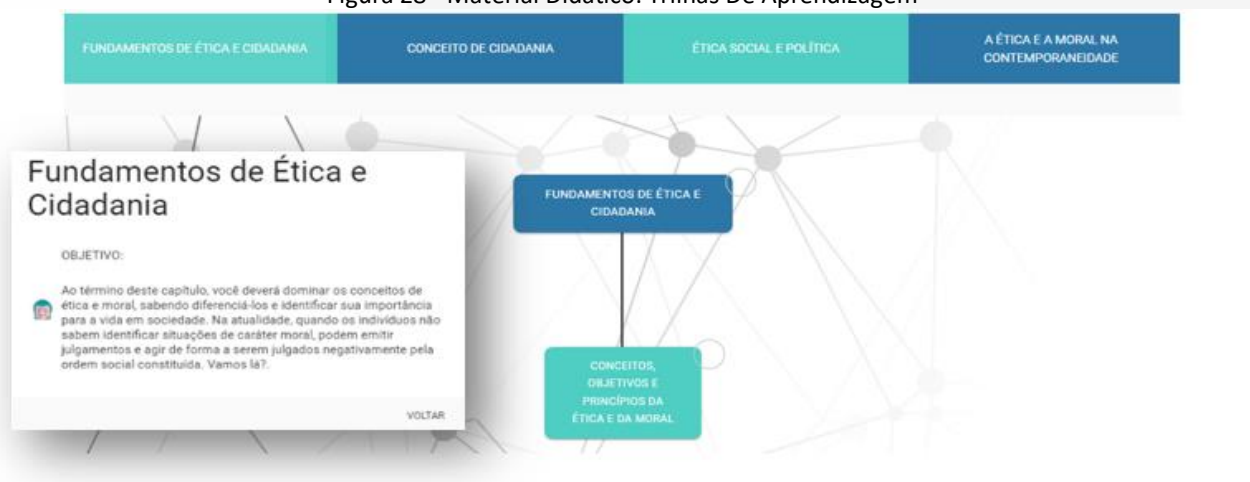 Figura 28 - Material Didático: Trilhas De Aprendizagem
FUNDAMENTOS DE ÉTICA E CIDADANIA
CONCEITO DE CIDADANIA
ÉTICA SOCIAL E POLÍTICA
A ÉTICA E A MORAL NA
CONTEMPORANEIDADE
Fundamentos de Ética e
Cidadania
OBJETIVO:
Ao término deste capítulo, você deverá dominar os conceitos de
ética e moral, sabendo diferenciá-los e identificar sua importância
para a vida em sociedade. Na atualidade, quando os indivíduos não
sabem identificar situações de caráter moral, podem emitir
julgamentos e agir de forma a serem julgados negativamente pela
ordem social constituída. Vamos lá?.
VOLTAR
FUNDAMENTOS DE ÉTICA E
CIDADANIA
CONCEITOS,
OBJETIVOS E
PRINCÍPIOS DA
ÉTICA E DA MORAL